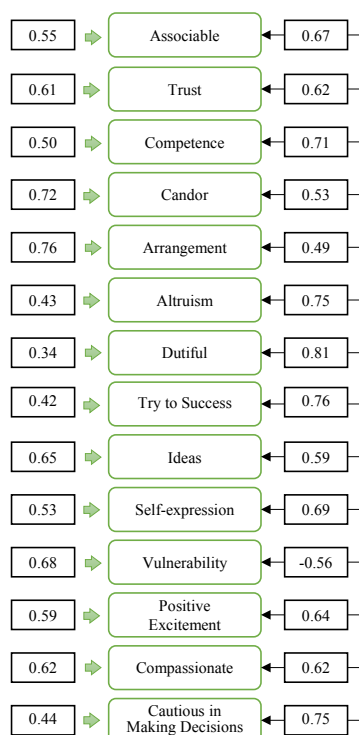 0.55 Associable 0.67
0.61 Trust 0.62
0.50 Competence 0.71
0.72 Candor 0.53
0.76 Arrangement 0.49
0.43 Altruism 0.75
0.34 Dutiful 0.81
0.42 Try to Success 0.76
0.65 Ideas 0.59
0.53 Self-expression 0.69
0.68 Vulnerability -0.56
0.59 Positive 0.64
Excitement
0.62 Compassionate 0.62
0.44 Cautious in 0.75
Making Decisions